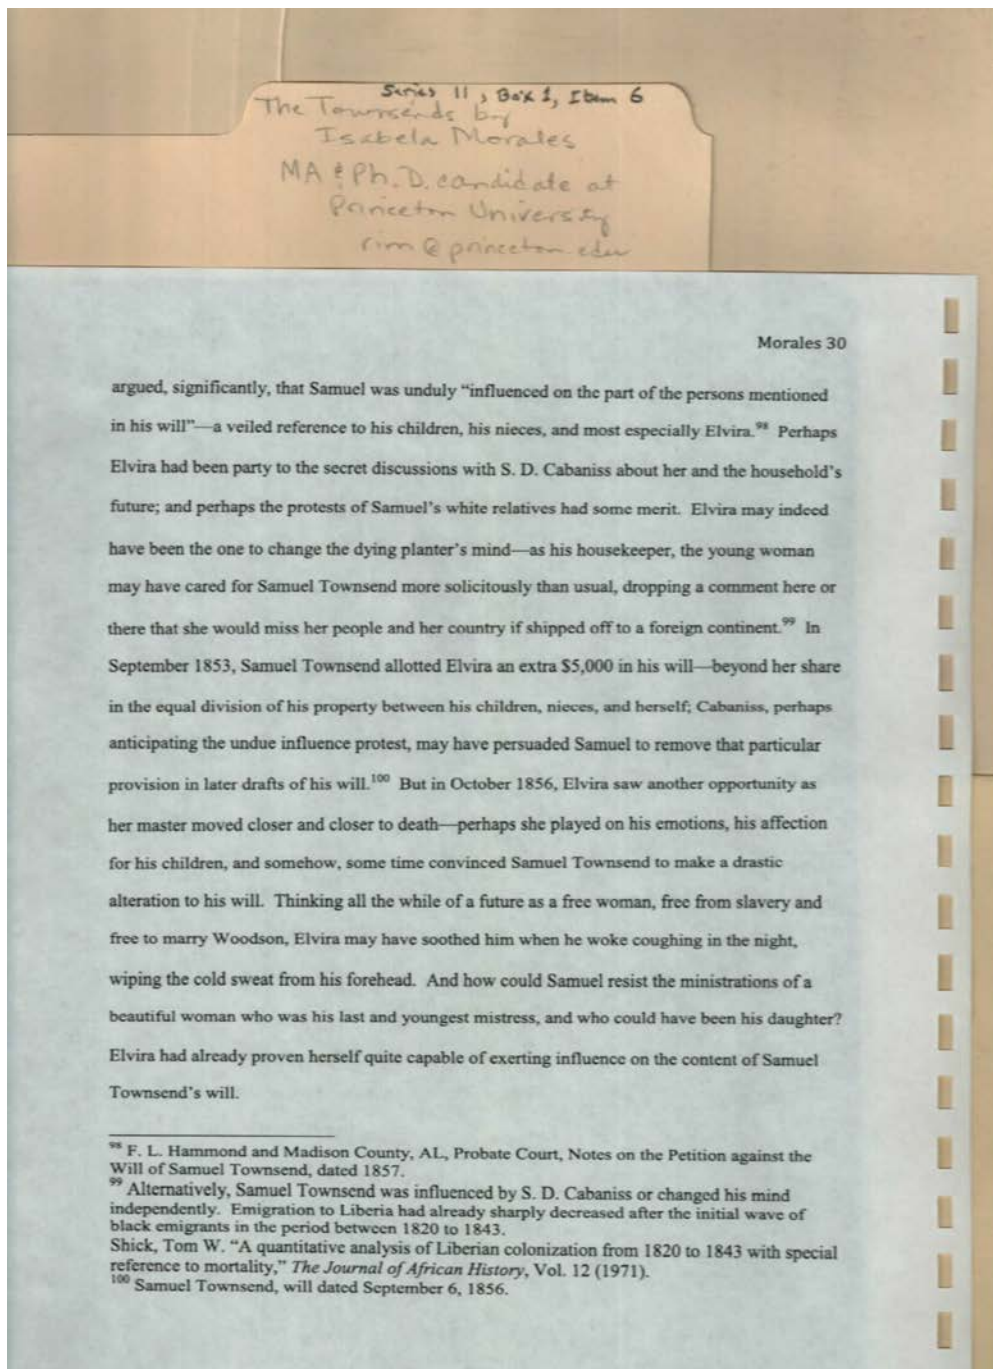 Series 11, Box 1, Item 6
The Townsends by
Isabela Morales
MA & Ph.D. candidate at
Princeton University
rim@princeton.edu
Morales 30
argued, significantly, that Samuel was unduly “influenced on the part of the persons mentioned
in his will”—a veiled reference to his children, his nieces, and most especially Elvira.98 Perhaps
Elvira had been party to the secret discussions with S. D. Cabaniss about her and the household's
future; and perhaps the protests of Samuel's white relatives had some merit. Elvira may indeed
have been the one to change the dying planter's mind—as his housekeeper, the young woman
may have cared for Samuel Townsend more solicitously than usual, dropping a comment here or
there that she would miss her people and her country if shipped off to a foreign continent.99 In
September 1853, Samuel Townsend allotted Elvira an extra $5,000 in his will—beyond her share
in the equal division of his property between his children, nieces, and herself; Cabaniss, perhaps
anticipating the undue influence protest, may have persuaded Samuel to remove that particular
provision in later drafts of his will.100 But in October 1856, Elvira saw another opportunity as
her master moved closer and closer to death—perhaps she played on his emotions, his affection
for his children, and somehow, some time convinced Samuel Townsend to make a drastic
alteration to his will. Thinking all the while of a future as a free woman, free from slavery and
free to marry Woodson, Elvira may have soothed him when he woke coughing in the night,
wiping the cold sweat from his forehead. And how could Samuel resist the ministrations of a
beautiful woman who was his last and youngest mistress, and who could have been his daughter?
Elvira had already proven herself quite capable of exerting influence on the content of Samuel
Townsend's will.
98 F. L. Hammond and Madison County, AL, Probate Court, Notes on the Petition against the
Will of Samuel Townsend, dated 1857.
99 Alternatively, Samuel Townsend was influenced by S. D. Cabaniss or changed his mind
independently. Emigration to Liberia had already sharply decreased after the initial wave of
black emigrants in the period between 1820 to 1843.
Shick, Tom W. “A quantitative analysis of Liberian colonization from 1820 to 1843 with special
reference to mortality,” The Journal of African History, Vol. 12 (1971).
100 Samuel Townsend, will dated September 6, 1856.